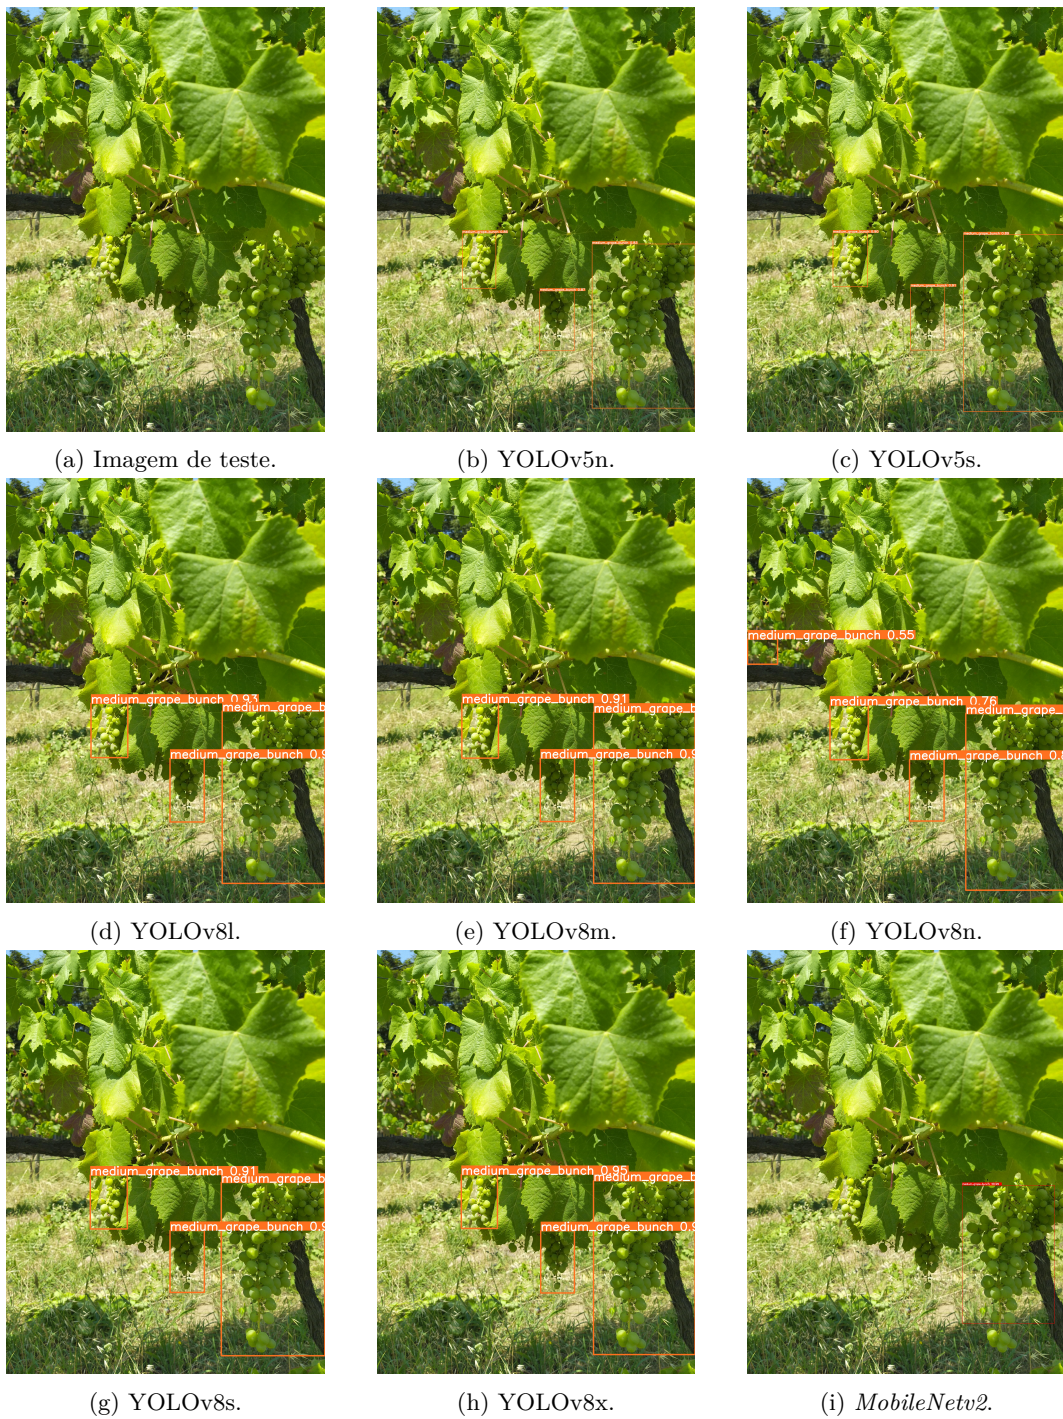 (a) Imagem de teste.
(b) YOLOv5n.
(c) YOLOv5s.
medium_grape_bunch 0.93
medium_grape_b
medium_grape_bunch 0.9
(d) YOLOv8l.
medium_grape_bunch 0.91
medium_grape_b
medium_grape_bunch 0.9
(e) YOLOv8m.
medium_grape_bunch 0.55
medium_grape_bunch 0.76
medium_grape_
medium_grape_bunch 0.
(f) YOLOv8n.
medium_grape_bunch 0.91
medium_grape_b
medium_grape_bunch 0.9
(g) YOLOv8s.
medium_grape_bunch 0.95
medium_grape_b
medium_grape_bunch 0.9
(h) YOLOv8x.
(i) MobileNetv2.